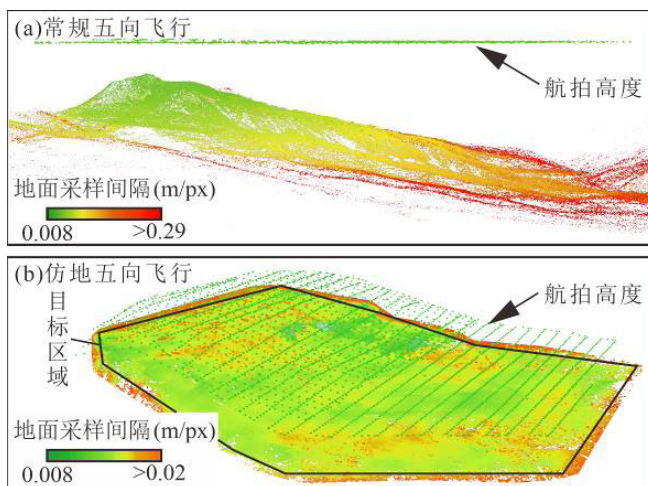 (a)常规五向飞行
航拍高度
地面采样间隔(m/px)
0.008 >0.29
(b)仿地五向飞行
航拍高度
目标区域
地面采样间隔(m/px)
0.008 >0.02